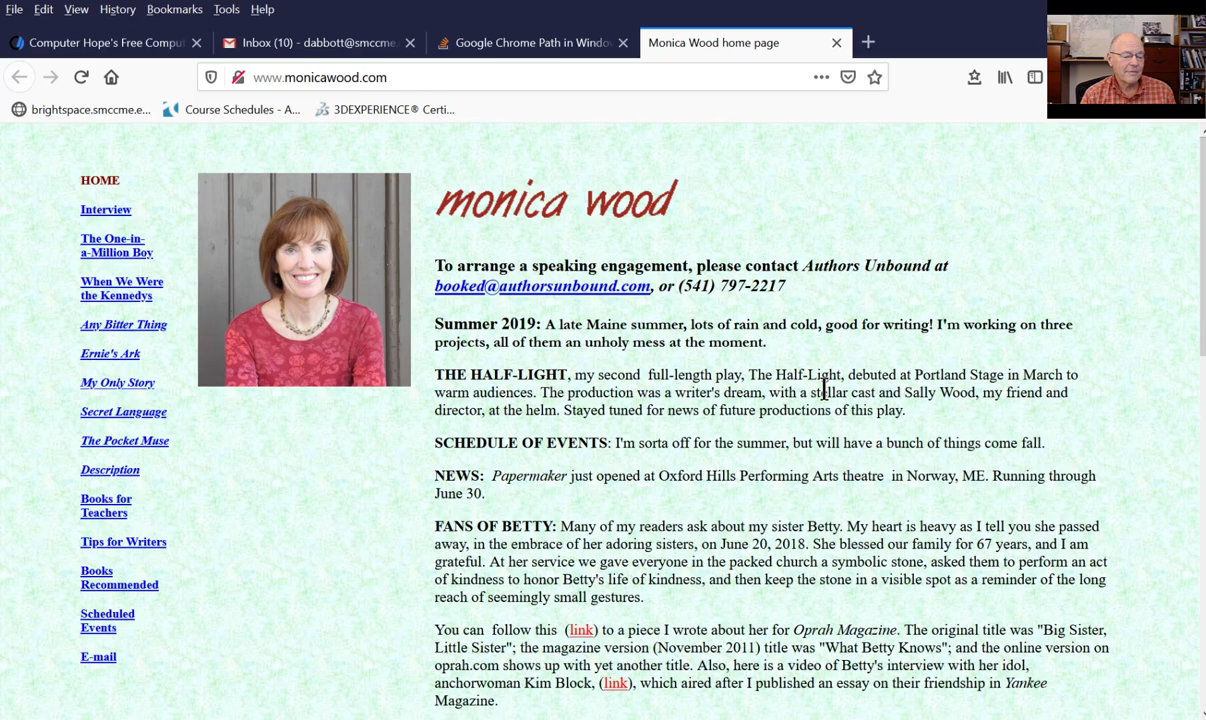 File Edit View History Bookmarks Tools Help
Computer Hope's Free Compu
Inbox (10) - dabbott@smccme.
Google Chrome Path in Windo
Monica Wood home page
www.monicawood.com
brightspace.smccme.e...
Course Schedules - A...
3DEXPERIENCE® Certi...
HOME
Interview
The One-in-
a-Million Boy
When We Were
the Kennedys
Any Bitter Thing
Ernie's Ark
My Only Story
Secret Language
The Pocket Muse
Description
Books for
Teachers
Tips for Writers
Books
Recommended
Scheduled
Events
E-mail
monica wood
To arrange a speaking engagement, please contact Authors Unbound at
booked@authorsunbound.com, or (541) 797-2217
Summer 2019: A late Maine summer, lots of rain and cold, good for writing! I'm working on three
projects, all of them an unholy mess at the moment.
THE HALF-LIGHT, my second full-length play, The Half-Light, debuted at Portland Stage in March to
warm audiences. The production was a writer's dream, with a stellar cast and Sally Wood, my friend and
director, at the helm. Stayed tuned for news of future productions of this play.
SCHEDULE OF EVENTS: I'm sorta off for the summer, but will have a bunch of things come fall.
NEWS: Papermaker just opened at Oxford Hills Performing Arts theatre in Norway, ME. Running through
June 30.
FANS OF BETTY: Many of my readers ask about my sister Betty. My heart is heavy as I tell you she passed
away, in the embrace of her adoring sisters, on June 20, 2018. She blessed our family for 67 years, and I am
grateful. At her service we gave everyone in the packed church a symbolic stone, asked them to perform an act
of kindness to honor Betty's life of kindness, and then keep the stone in a visible spot as a reminder of the long
reach of seemingly small gestures.
You can follow this (link) to a piece I wrote about her for Oprah Magazine. The original title was "Big Sister,
Little Sister"; the magazine version (November 2011) title was "What Betty Knows"; and the online version on
oprah.com shows up with yet another title. Also, here is a video of Betty's interview with her idol,
anchorwoman Kim Block, (link), which aired after I published an essay on their friendship in Yankee
Magazine.